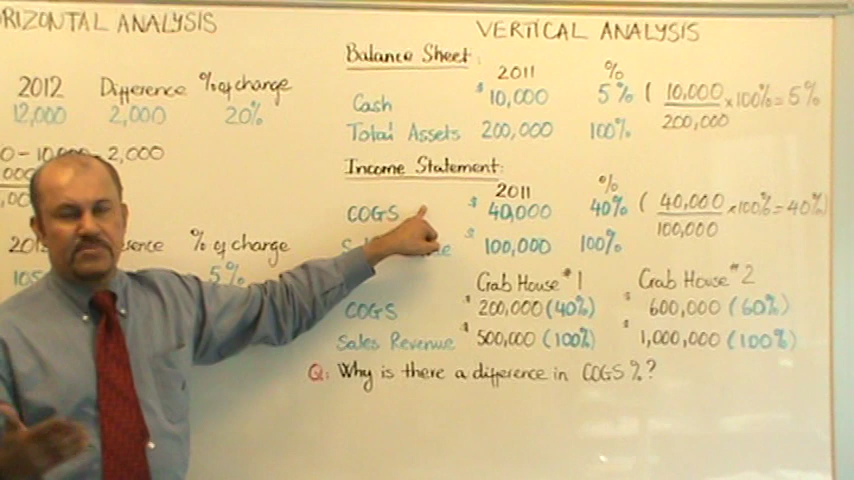 RIZONTAL ANALYSIS
2012 Difference % of change
12,000 2,000 20%
0 - 10,000 = 2,000
% of change
5%
VERTICAL ANALYSIS
Balance Sheet:
2011 %
Cash $ 10,000 5% ( 10,000 / 200,000 × 100% = 5%
Total Assets 200,000 100%
Income Statement:
2011 %
COGS $ 40,000 40% ( 40,000 / 100,000 × 100% = 40%)
$ 100,000 100%
Crab House #1 Crab House #2
COGS $ 200,000 (40%) $ 600,000 (60%)
Sales Revenue $ 500,000 (100%) $ 1,000,000 (100%)
Q: Why is there a difference in COGS %?